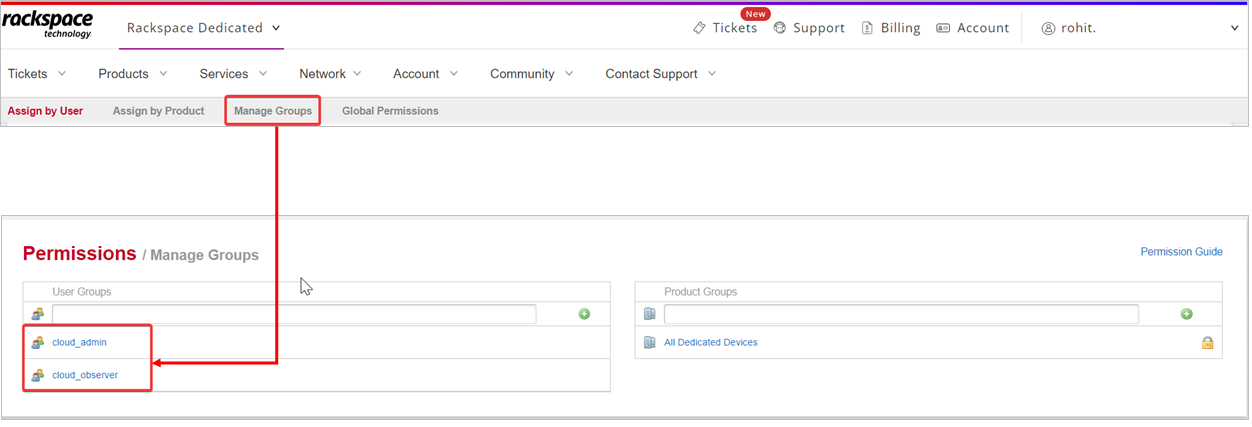 rackspace technology.
Rackspace Dedicated
New
Tickets Support Billing Account rohit.
Tickets Products Services Network Account Community Contact Support
Assign by User Assign by Product Manage Groups Global Permissions
Permissions / Manage Groups
Permission Guide
User Groups
cloud_admin
cloud_observer
Product Groups
All Dedicated Devices